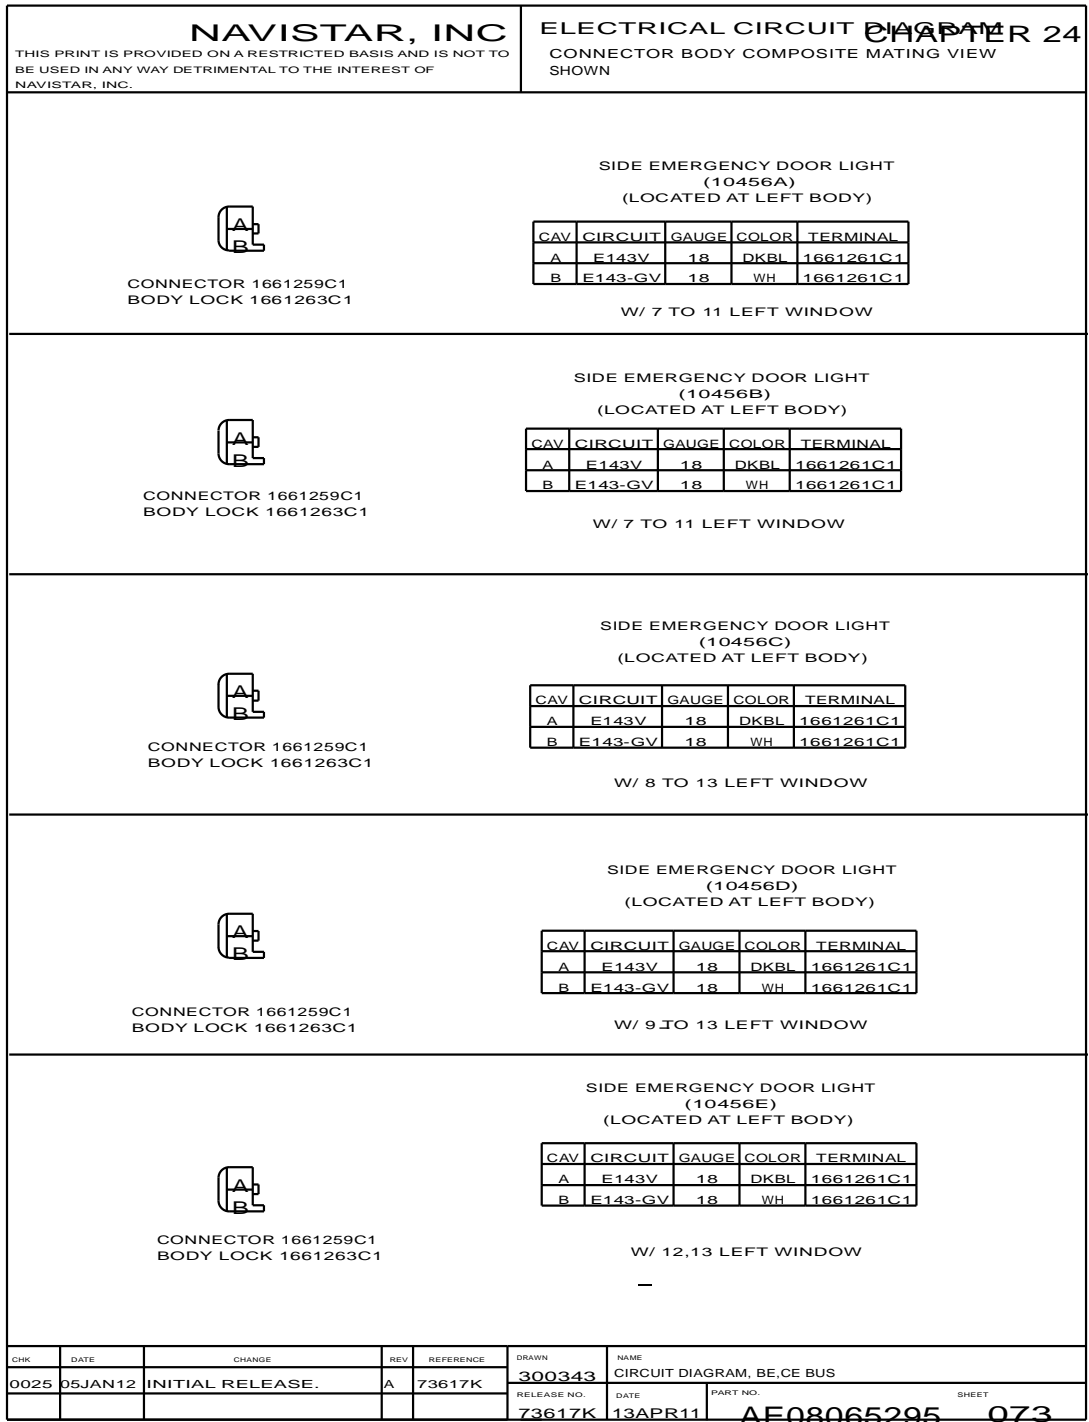 NAVISTAR, INC
THIS PRINT IS PROVIDED ON A RESTRICTED BASIS AND IS NOT TO
BE USED IN ANY WAY DETRIMENTAL TO THE INTEREST OF
NAVISTAR, INC.
ELECTRICAL CIRCUIT DIAGRAM
CHAPTER 24
CONNECTOR BODY COMPOSITE MATING VIEW
SHOWN
A
B
CONNECTOR 1661259C1
BODY LOCK 1661263C1
SIDE EMERGENCY DOOR LIGHT
(10456A)
(LOCATED AT LEFT BODY)
CAV CIRCUIT GAUGE COLOR TERMINAL
A E143V 18 DKBL 1661261C1
B E143-GV 18 WH 1661261C1
W/ 7 TO 11 LEFT WINDOW
A
B
CONNECTOR 1661259C1
BODY LOCK 1661263C1
SIDE EMERGENCY DOOR LIGHT
(10456B)
(LOCATED AT LEFT BODY)
CAV CIRCUIT GAUGE COLOR TERMINAL
A E143V 18 DKBL 1661261C1
B E143-GV 18 WH 1661261C1
W/ 7 TO 11 LEFT WINDOW
A
B
CONNECTOR 1661259C1
BODY LOCK 1661263C1
SIDE EMERGENCY DOOR LIGHT
(10456C)
(LOCATED AT LEFT BODY)
CAV CIRCUIT GAUGE COLOR TERMINAL
A E143V 18 DKBL 1661261C1
B E143-GV 18 WH 1661261C1
W/ 8 TO 13 LEFT WINDOW
A
B
CONNECTOR 1661259C1
BODY LOCK 1661263C1
SIDE EMERGENCY DOOR LIGHT
(10456D)
(LOCATED AT LEFT BODY)
CAV CIRCUIT GAUGE COLOR TERMINAL
A E143V 18 DKBL 1661261C1
B E143-GV 18 WH 1661261C1
W/ 9 TO 13 LEFT WINDOW
A
B
CONNECTOR 1661259C1
BODY LOCK 1661263C1
SIDE EMERGENCY DOOR LIGHT
(10456E)
(LOCATED AT LEFT BODY)
CAV CIRCUIT GAUGE COLOR TERMINAL
A E143V 18 DKBL 1661261C1
B E143-GV 18 WH 1661261C1
W/ 12,13 LEFT WINDOW
CHK DATE CHANGE REV REFERENCE
0025 05JAN12 INITIAL RELEASE. A 73617K
DRAWN
300343
NAME
CIRCUIT DIAGRAM, BE,CE BUS
RELEASE NO.
73617K
DATE
13APR11
PART NO.
AE08065295
SHEET
073